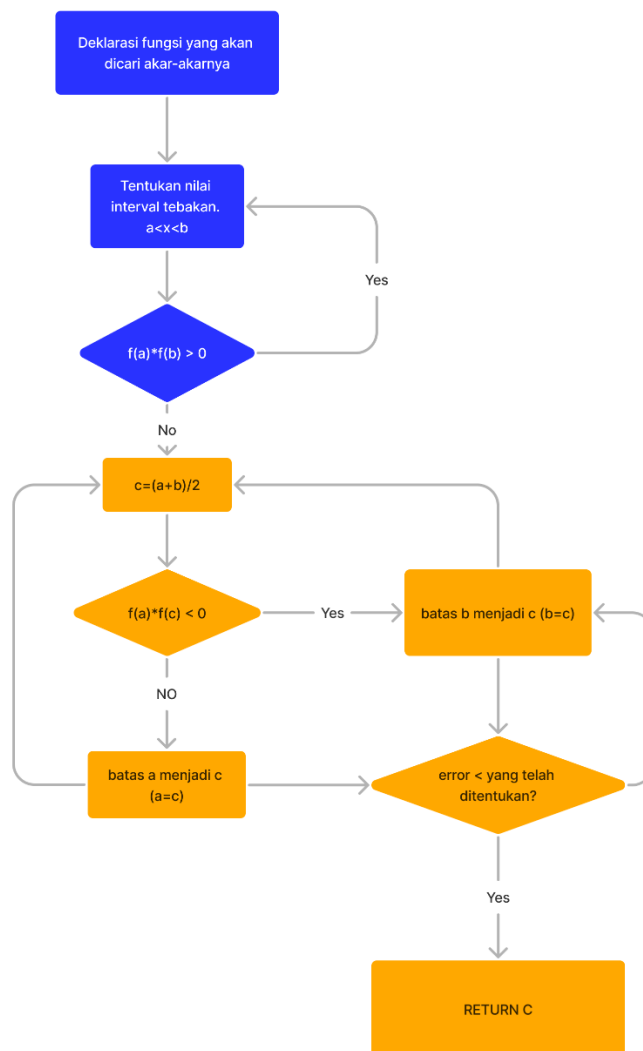 Deklarasi fungsi yang akan
dicari akar-akarnya
Tentukan nilai
interval tebakan.
a<x<b
Yes
f(a)*f(b) > 0
No
c=(a+b)/2
f(a)*f(c) < 0
Yes
batas b menjadi c (b=c)
NO
batas a menjadi c
(a=c)
error < yang telah
ditentukan?
Yes
RETURN C